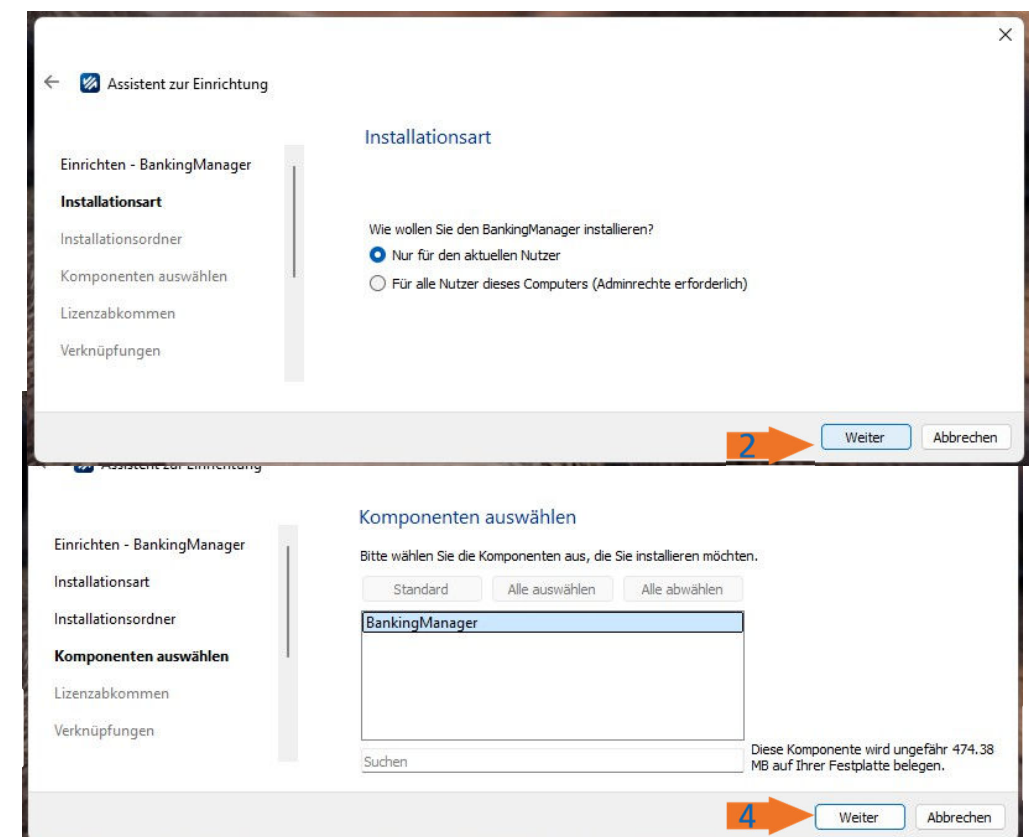 Assistent zur Einrichtung
Installationsart
Einrichten - BankingManager
Installationsart
Installationsordner
Komponenten auswählen
Lizenzabkommen
Verknüpfungen
Wie wollen Sie den BankingManager installieren?
Nur für den aktuellen Nutzer
Für alle Nutzer dieses Computers (Adminrechte erforderlich)
2
Weiter
Abbrechen
Assistent zur Einrichtung
Komponenten auswählen
Einrichten - BankingManager
Installationsart
Installationsordner
Komponenten auswählen
Lizenzabkommen
Verknüpfungen
Bitte wählen Sie die Komponenten aus, die Sie installieren möchten.
Standard
Alle auswählen
Alle abwählen
BankingManager
Suchen
Diese Komponente wird ungefähr 474.38
MB auf Ihrer Festplatte belegen.
4
Weiter
Abbrechen